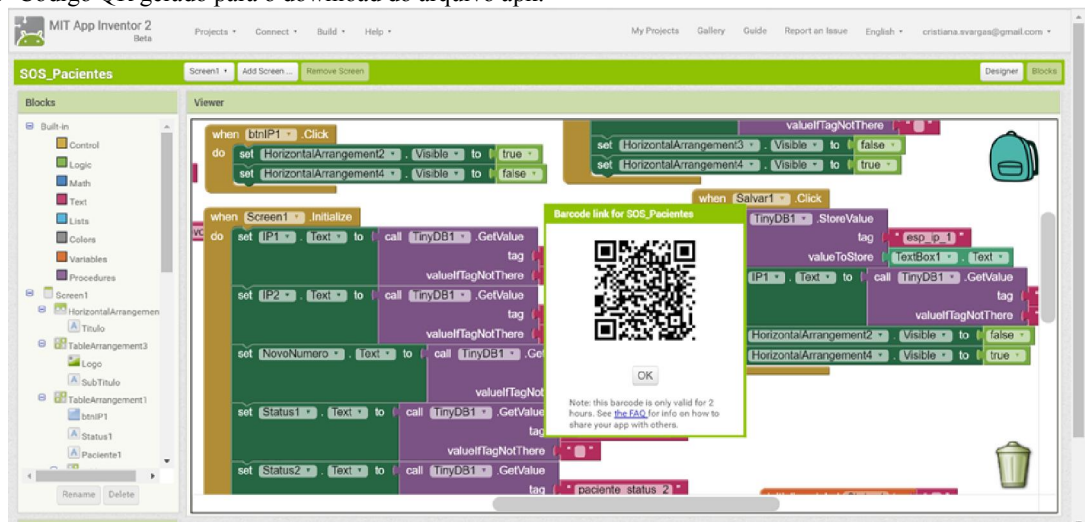 Código QR gerado para o download do arquivo apk.
MIT App Inventor 2
Beta
Projects Connect Build Help
My Projects Gallery Guide Report an Issue English cristiana.svargas@gmail.com
SOS_Pacientes
Screen1 Add Screen ... Remove Screen
Designer Blocks
Blocks
Viewer
Built-in
Control
Logic
Math
Text
Lists
Colors
Variables
Procedures
Screen1
HorizontalArrangemen
Titulo
TableArrangement3
Logo
SubTitulo
TableArrangement1
btnIP1
Status1
Paciente1
Rename Delete
when btnIP1 .Click
do set HorizontalArrangement2 . Visible to true
set HorizontalArrangement4 . Visible to false
valueIfTagNotThere " "
set HorizontalArrangement3 . Visible to false
set HorizontalArrangement4 . Visible to true
when Screen1 .Initialize
do set IP1 . Text to call TinyDB1 .GetValue
tag
valueIfTagNotThere
set IP2 . Text to call TinyDB1 .GetValue
tag
valueIfTagNotThere
set NovoNumero . Text to call TinyDB1 .Get
valueIfTagNot
set Status1 . Text to call TinyDB1 .GetValue
tag
valueIfTagNotThere " "
set Status2 . Text to call TinyDB1 .GetValue
tag " paciente_status_2 "
when Salvar1 .Click
TinyDB1 .StoreValue
tag " esp_ip_1 "
valueToStore TextBox1 . Text
IP1 . Text to call TinyDB1 .GetValue
tag
valueIfTagNotThere
HorizontalArrangement2 . Visible to false
HorizontalArrangement4 . Visible to true
Barcode link for SOS_Pacientes
OK
Note: this barcode is only valid for 2
hours. See the FAQ for info on how to
share your app with others.